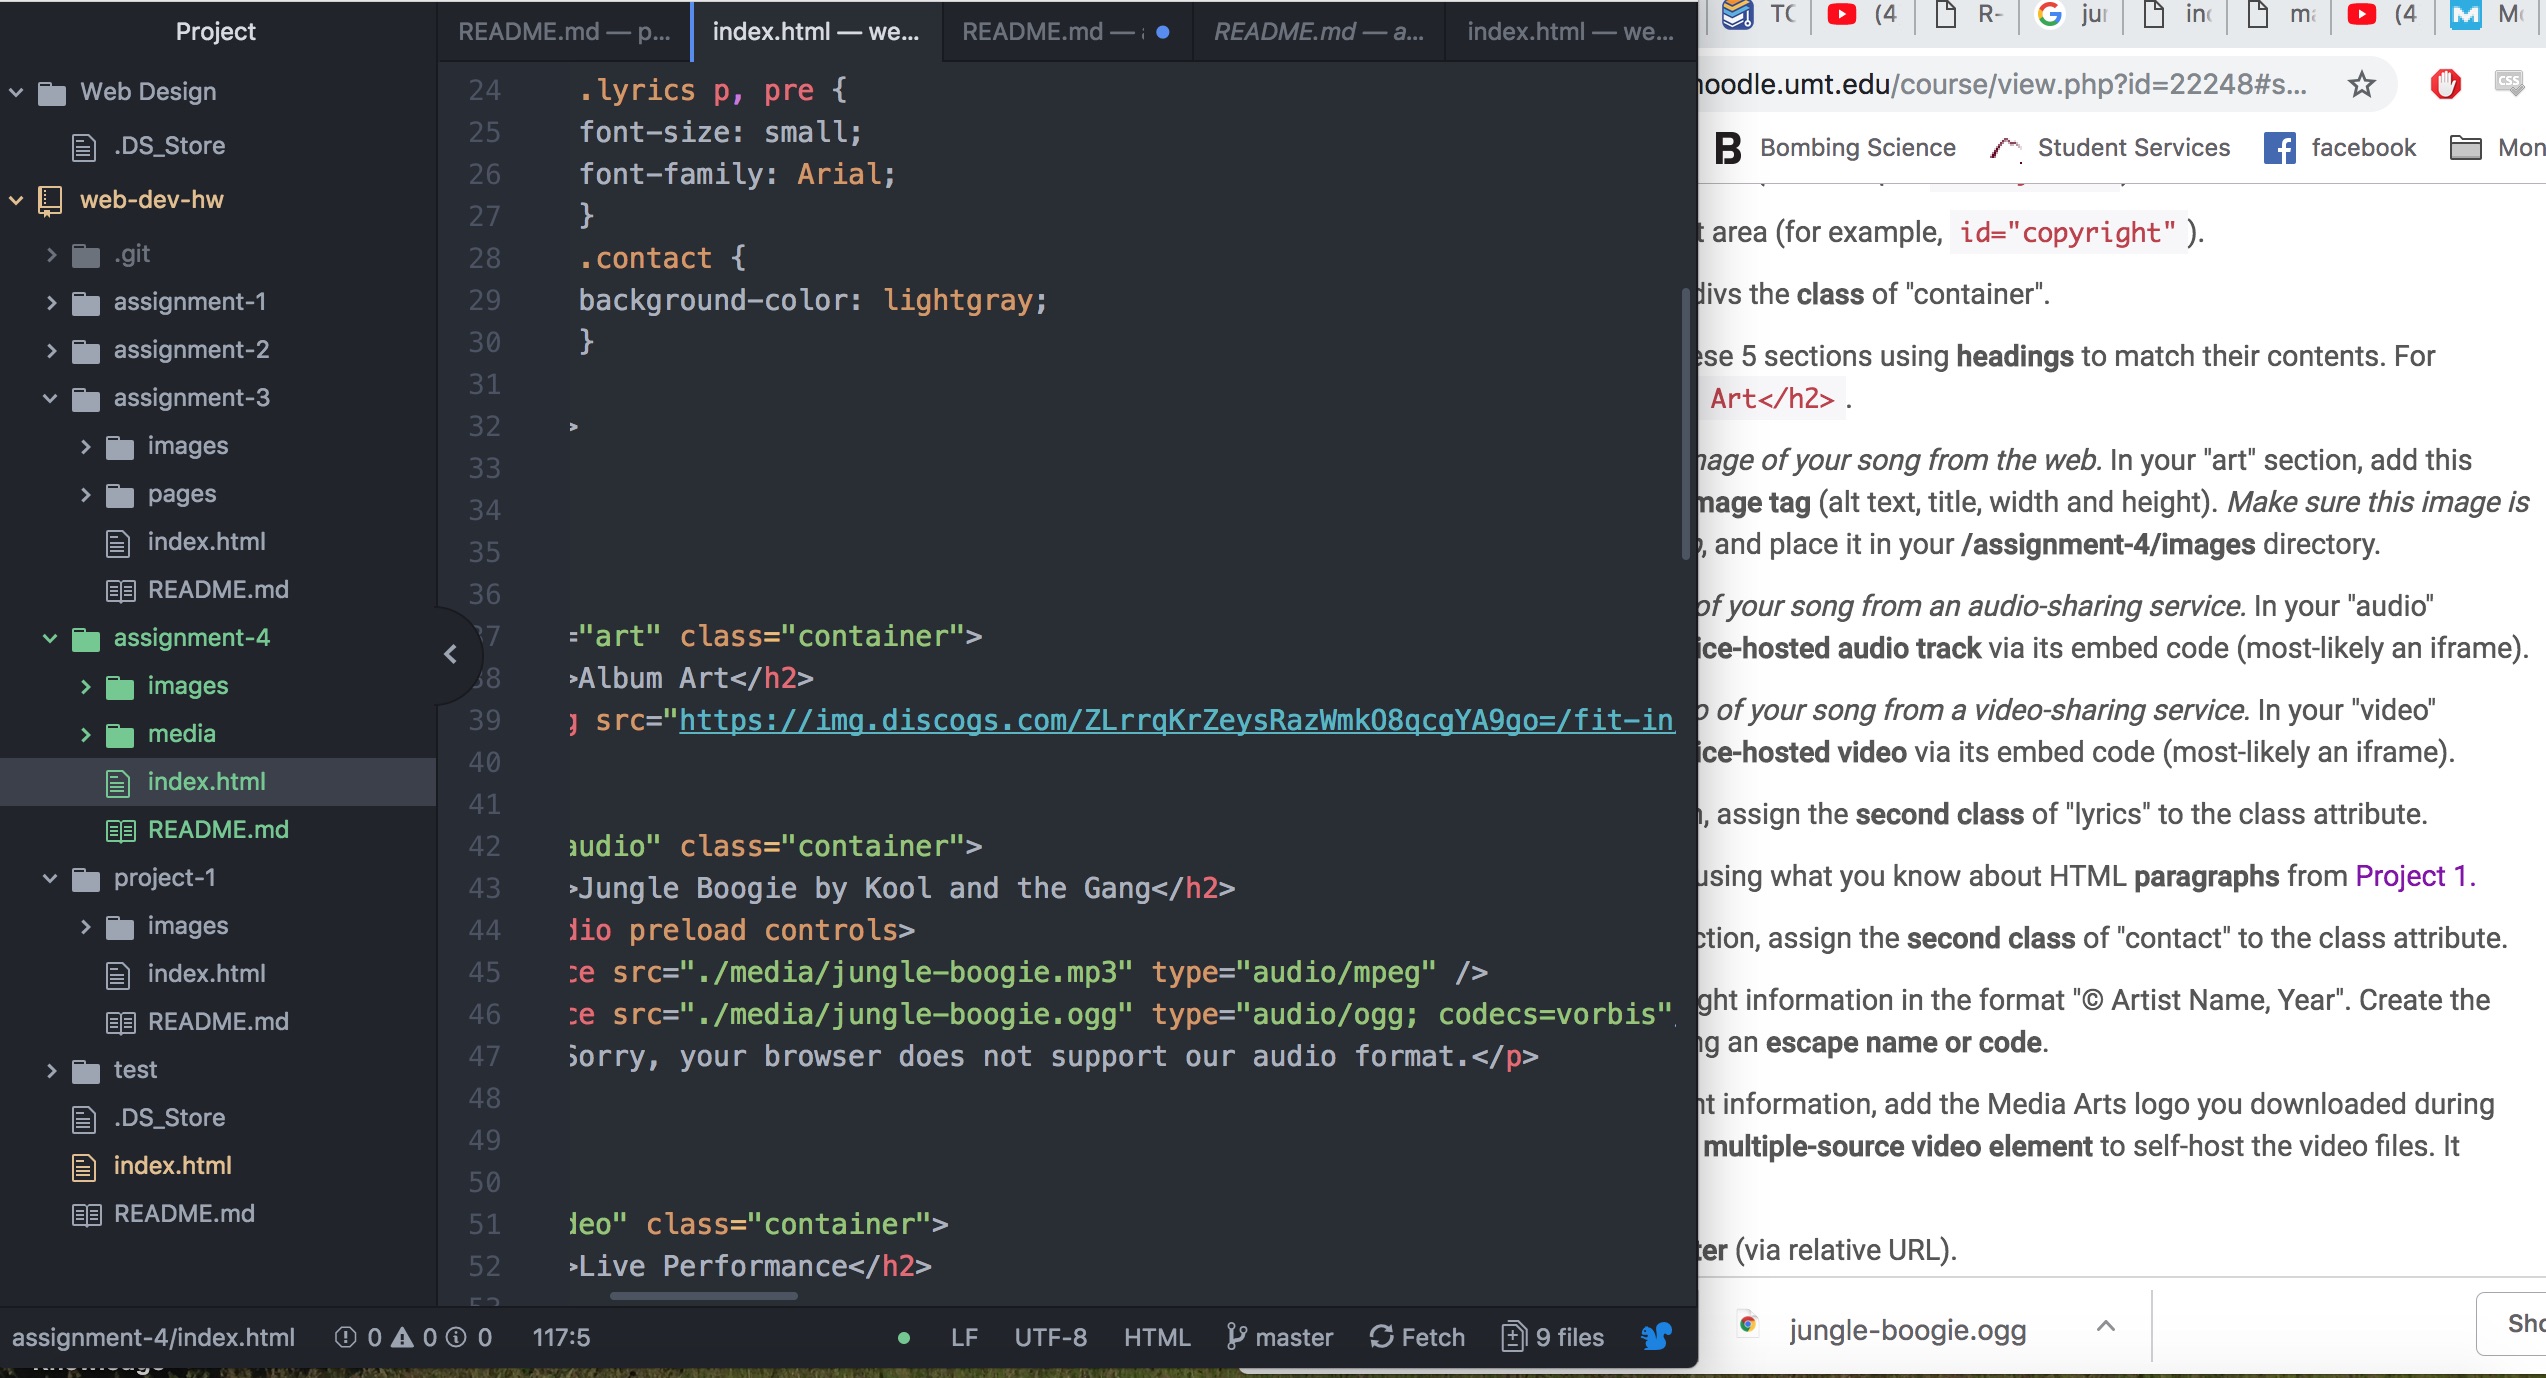 Project
Web Design
.DS_Store
web-dev-hw
.git
assignment-1
assignment-2
assignment-3
images
pages
index.html
README.md
assignment-4
images
media
index.html
README.md
project-1
images
index.html
README.md
test
.DS_Store
index.html
README.md
README.md — p...
index.html — we...
README.md —
README.md — a...
index.html — we...
24 .lyrics p, pre {
25 font-size: small;
26 font-family: Arial;
27 }
28 .contact {
29 background-color: lightgray;
30 }
31
32 >
33
34
35
36
37 ="art" class="container">
38 >Album Art</h2>
39 g src="https://img.discogs.com/ZLrrqKrZeysRazWmkO8qcgYA9go=/fit-in
40
41
42 audio" class="container">
43 >Jungle Boogie by Kool and the Gang</h2>
44 dio preload controls>
45 ce src="./media/jungle-boogie.mp3" type="audio/mpeg" />
46 ce src="./media/jungle-boogie.ogg" type="audio/ogg; codecs=vorbis"
47 Sorry, your browser does not support our audio format.</p>
48
49
50
51 deo" class="container">
52 >Live Performance</h2>
53
assignment-4/index.html 0 0 0 117:5 LF UTF-8 HTML master Fetch 9 files
(4 R- G (4 M
oodle.umt.edu/course/view.php?id=22248#s...
B Bombing Science Student Services facebook Mon
t area (for example, id="copyright" ).
divs the class of "container".
ese 5 sections using headings to match their contents. For
Art</h2> .
mage of your song from the web. In your "art" section, add this
mage tag (alt text, title, width and height). Make sure this image is
, and place it in your /assignment-4/images directory.
of your song from an audio-sharing service. In your "audio"
ice-hosted audio track via its embed code (most-likely an iframe).
o of your song from a video-sharing service. In your "video"
ice-hosted video via its embed code (most-likely an iframe).
, assign the second class of "lyrics" to the class attribute.
using what you know about HTML paragraphs from Project 1.
ction, assign the second class of "contact" to the class attribute.
ght information in the format "© Artist Name, Year". Create the
ng an escape name or code.
nt information, add the Media Arts logo you downloaded during
multiple-source video element to self-host the video files. It
ter (via relative URL).
jungle-boogie.ogg
Sho